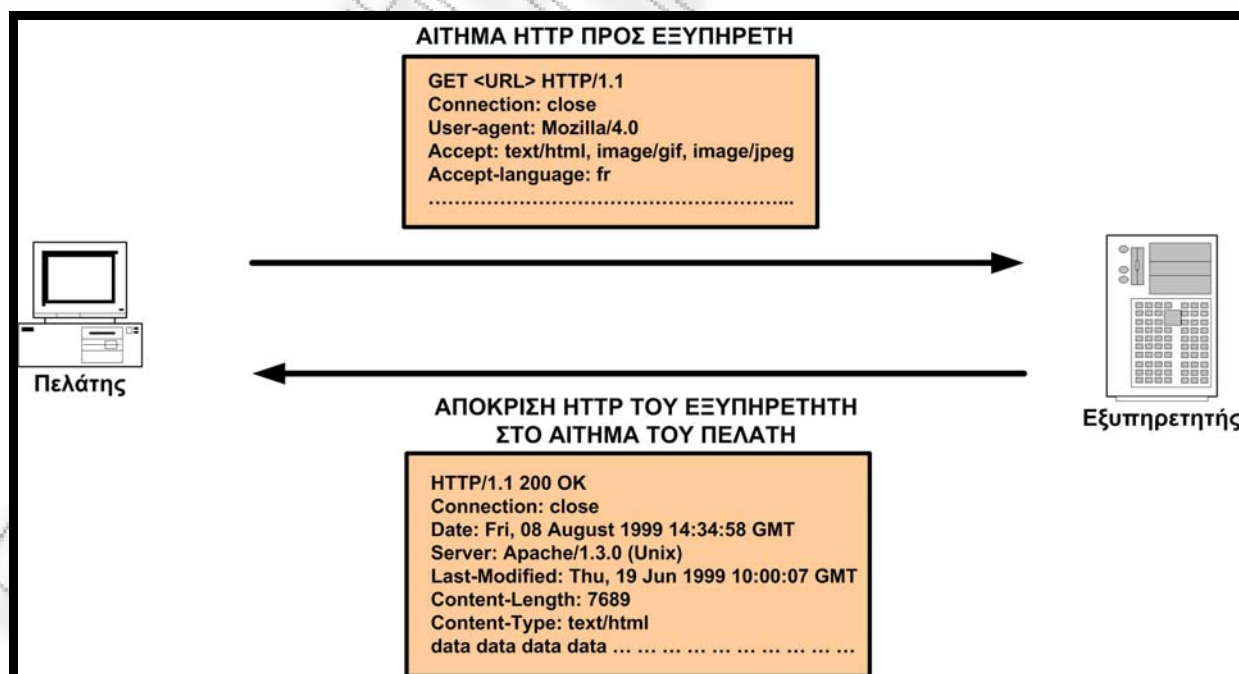 ΑΙΤΗΜΑ HTTP ΠΡΟΣ ΕΞΥΠΗΡΕΤΗ
GET <URL> HTTP/1.1
Connection: close
User-agent: Mozilla/4.0
Accept: text/html, image/gif, image/jpeg
Accept-language: fr
……………………………………………………...
Πελάτης
Εξυπηρετητής
ΑΠΟΚΡΙΣΗ HTTP ΤΟΥ ΕΞΥΠΗΡΕΤΗΤΗ
ΣΤΟ ΑΙΤΗΜΑ ΤΟΥ ΠΕΛΑΤΗ
HTTP/1.1 200 OK
Connection: close
Date: Fri, 08 August 1999 14:34:58 GMT
Server: Apache/1.3.0 (Unix)
Last-Modified: Thu, 19 Jun 1999 10:00:07 GMT
Content-Length: 7689
Content-Type: text/html
data data data data … … … … … … … … … …